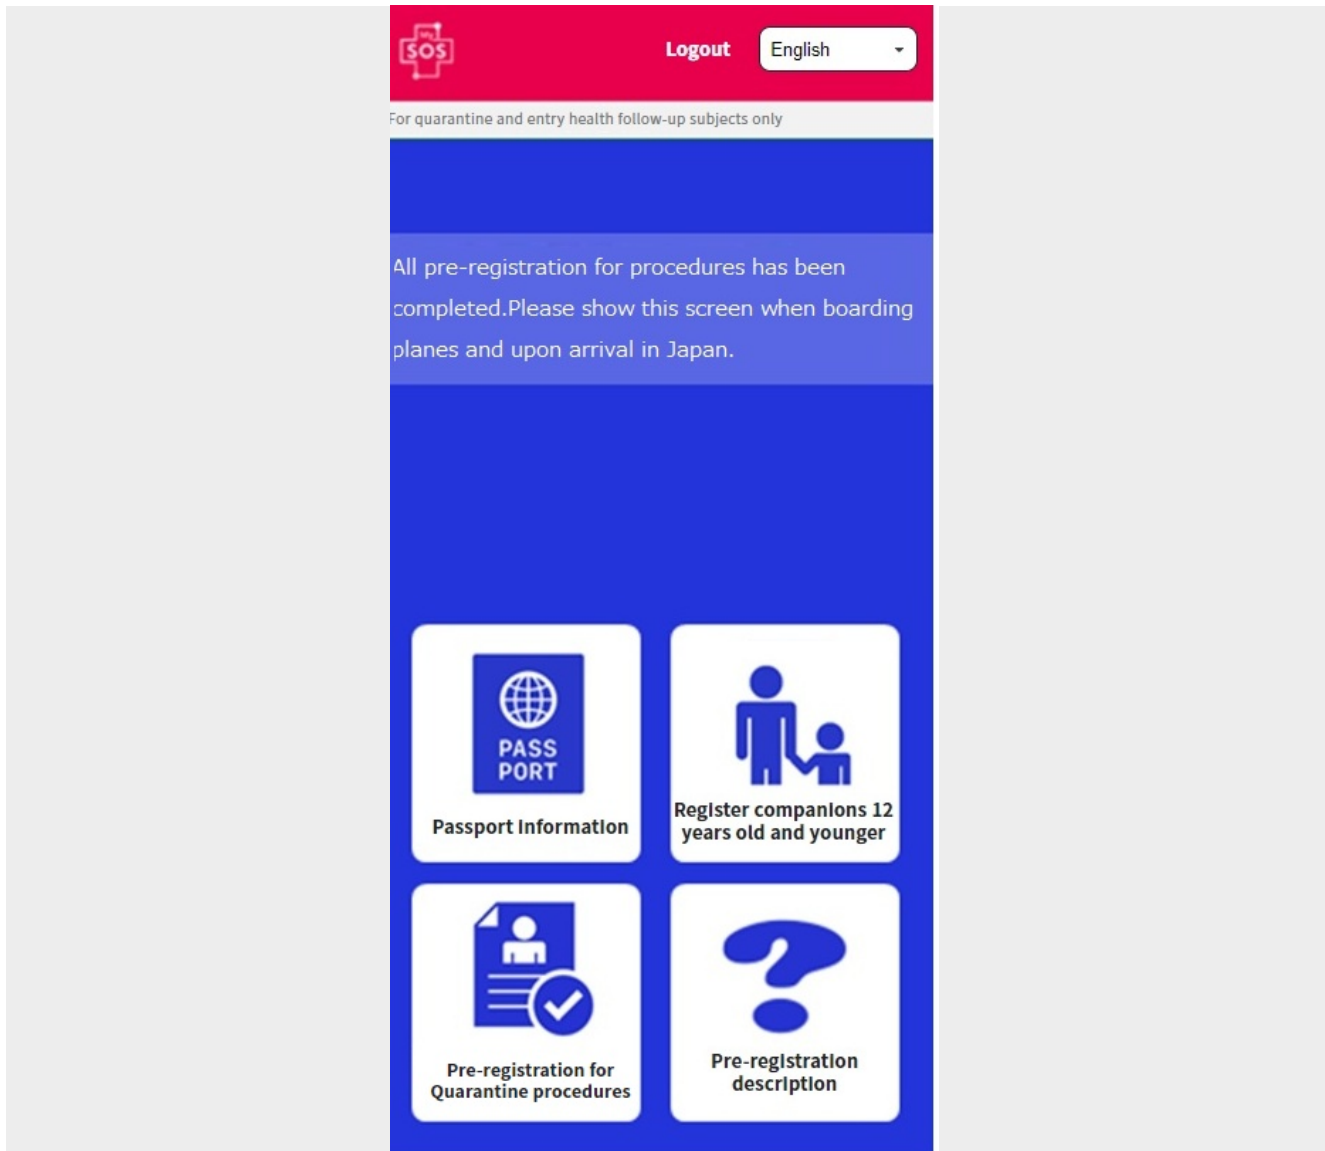 My
SOS
Logout
English
For quarantine and entry health follow-up subjects only
All pre-registration for procedures has been
completed.Please show this screen when boarding
planes and upon arrival in Japan.
PASS
PORT
Passport Information
Register companions 12
years old and younger
Pre-registration for
Quarantine procedures
Pre-registration
description